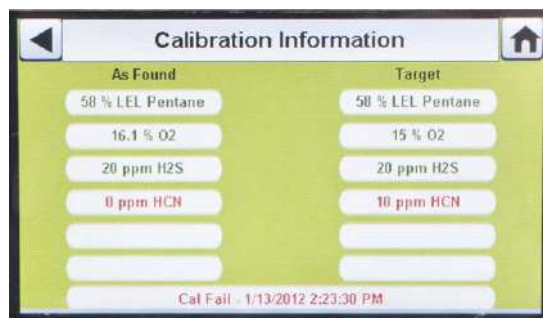 Calibration Information
As Found Target
58 % LEL Pentane 58 % LEL Pentane
16.1 % O2 15 % O2
20 ppm H2S 20 ppm H2S
0 ppm HCN 10 ppm HCN
Cal Fail - 1/13/2012 2:23:30 PM